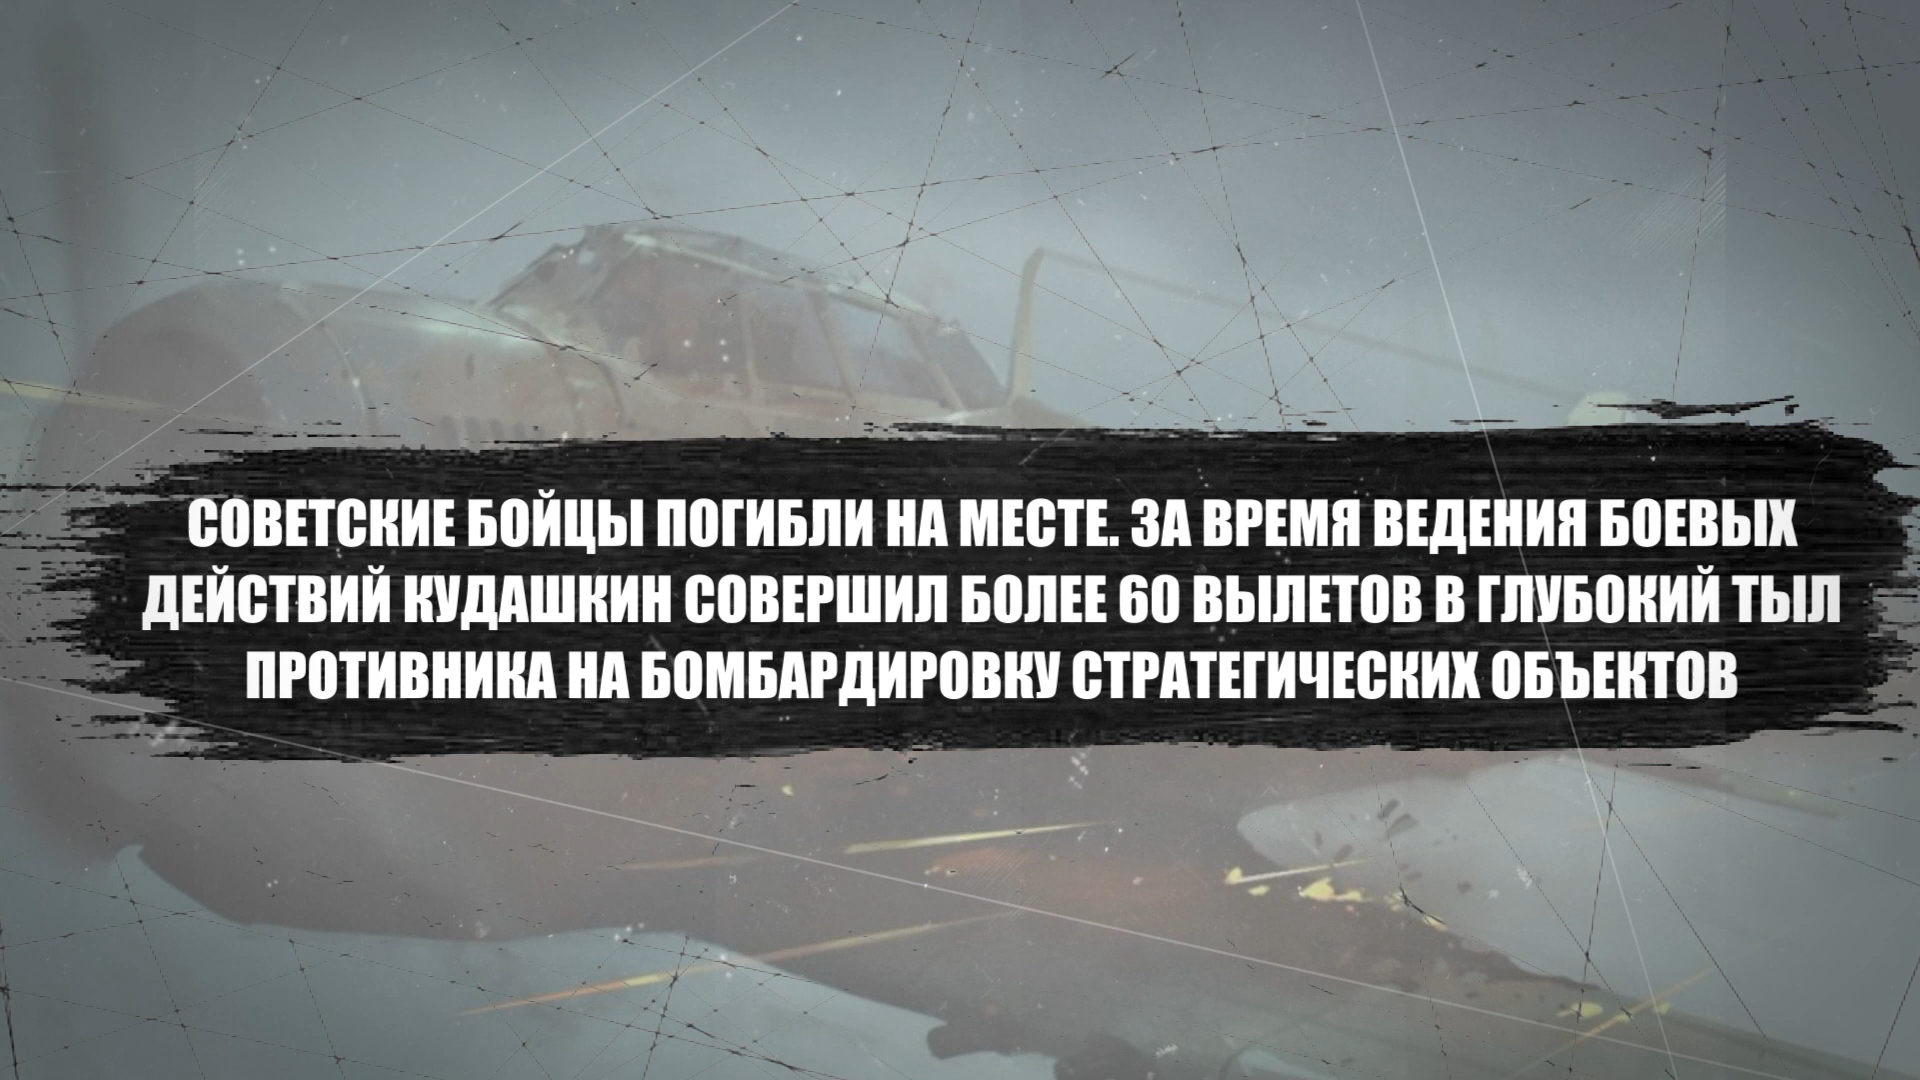 СОВЕТСКИЕ БОЙЦЫ ПОГИБЛИ НА МЕСТЕ. ЗА ВРЕМЯ ВЕДЕНИЯ БОЕВЫХ
ДЕЙСТВИЙ КУДАШКИН СОВЕРШИЛ БОЛЕЕ 60 ВЫЛЕТОВ В ГЛУБОКИЙ ТЫЛ
ПРОТИВНИКА НА БОМБАРДИРОВКУ СТРАТЕГИЧЕСКИХ ОБЪЕКТОВ